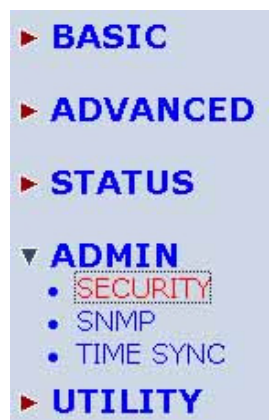 BASIC
ADVANCED
STATUS
ADMIN
SECURITY
SNMP
TIME SYNC
UTILITY